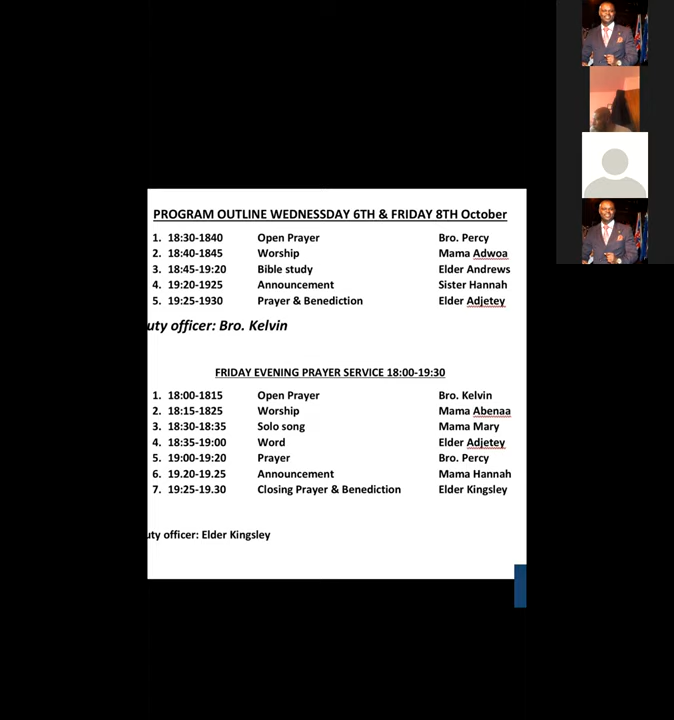 PROGRAM OUTLINE WEDNESSDAY 6TH & FRIDAY 8TH October
1. 18:30-1840 Open Prayer Bro. Percy
2. 18:40-1845 Worship Mama Adwoa
3. 18:45-19:20 Bible study Elder Andrews
4. 19:20-1925 Announcement Sister Hannah
5. 19:25-1930 Prayer & Benediction Elder Adjetey
uty officer: Bro. Kelvin
FRIDAY EVENING PRAYER SERVICE 18:00-19:30
1. 18:00-1815 Open Prayer Bro. Kelvin
2. 18:15-1825 Worship Mama Abenaa
3. 18:30-18:35 Solo song Mama Mary
4. 18:35-19:00 Word Elder Adjetey
5. 19:00-19:20 Prayer Bro. Percy
6. 19.20-19.25 Announcement Mama Hannah
7. 19:25-19.30 Closing Prayer & Benediction Elder Kingsley
uty officer: Elder Kingsley